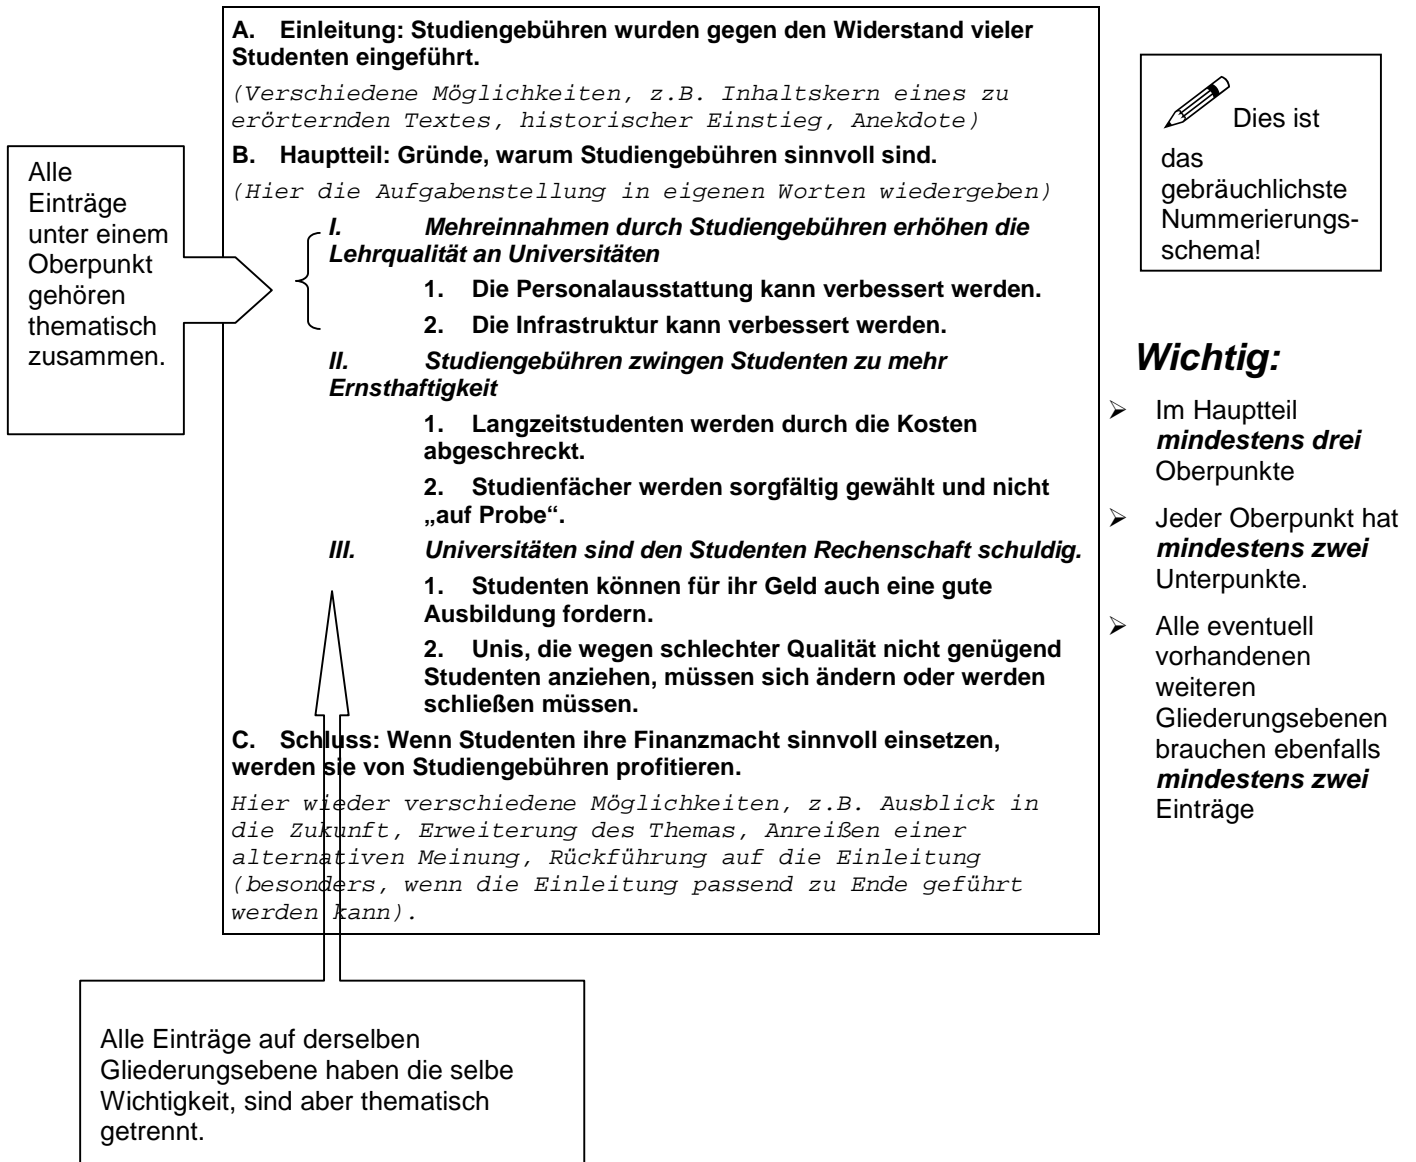 A. Einleitung: Studiengebühren wurden gegen den Widerstand vieler
Studenten eingeführt.
(Verschiedene Möglichkeiten, z.B. Inhaltskern eines zu
erörternden Textes, historischer Einstieg, Anekdote)
B. Hauptteil: Gründe, warum Studiengebühren sinnvoll sind.
(Hier die Aufgabenstellung in eigenen Worten wiedergeben)
I. Mehreinnahmen durch Studiengebühren erhöhen die
Lehrqualität an Universitäten
1. Die Personalausstattung kann verbessert werden.
2. Die Infrastruktur kann verbessert werden.
II. Studiengebühren zwingen Studenten zu mehr
Ernsthaftigkeit
1. Langzeitstudenten werden durch die Kosten
abgeschreckt.
2. Studienfächer werden sorgfältig gewählt und nicht
„auf Probe“.
III. Universitäten sind den Studenten Rechenschaft schuldig.
1. Studenten können für ihr Geld auch eine gute
Ausbildung fordern.
2. Unis, die wegen schlechter Qualität nicht genügend
Studenten anziehen, müssen sich ändern oder werden
schließen müssen.
C. Schluss: Wenn Studenten ihre Finanzmacht sinnvoll einsetzen,
werden sie von Studiengebühren profitieren.
Hier wieder verschiedene Möglichkeiten, z.B. Ausblick in
die Zukunft, Erweiterung des Themas, Anreißen einer
alternativen Meinung, Rückführung auf die Einleitung
(besonders, wenn die Einleitung passend zu Ende geführt
werden kann).
Alle
Einträge
unter einem
Oberpunkt
gehören
thematisch
zusammen.
Dies ist
das
gebräuchlichste
Nummerierungs-
schema!
Wichtig:
➢ Im Hauptteil
mindestens drei
Oberpunkte
➢ Jeder Oberpunkt hat
mindestens zwei
Unterpunkte.
➢ Alle eventuell
vorhandenen
weiteren
Gliederungsebenen
brauchen ebenfalls
mindestens zwei
Einträge
Alle Einträge auf derselben
Gliederungsebene haben die selbe
Wichtigkeit, sind aber thematisch
getrennt.